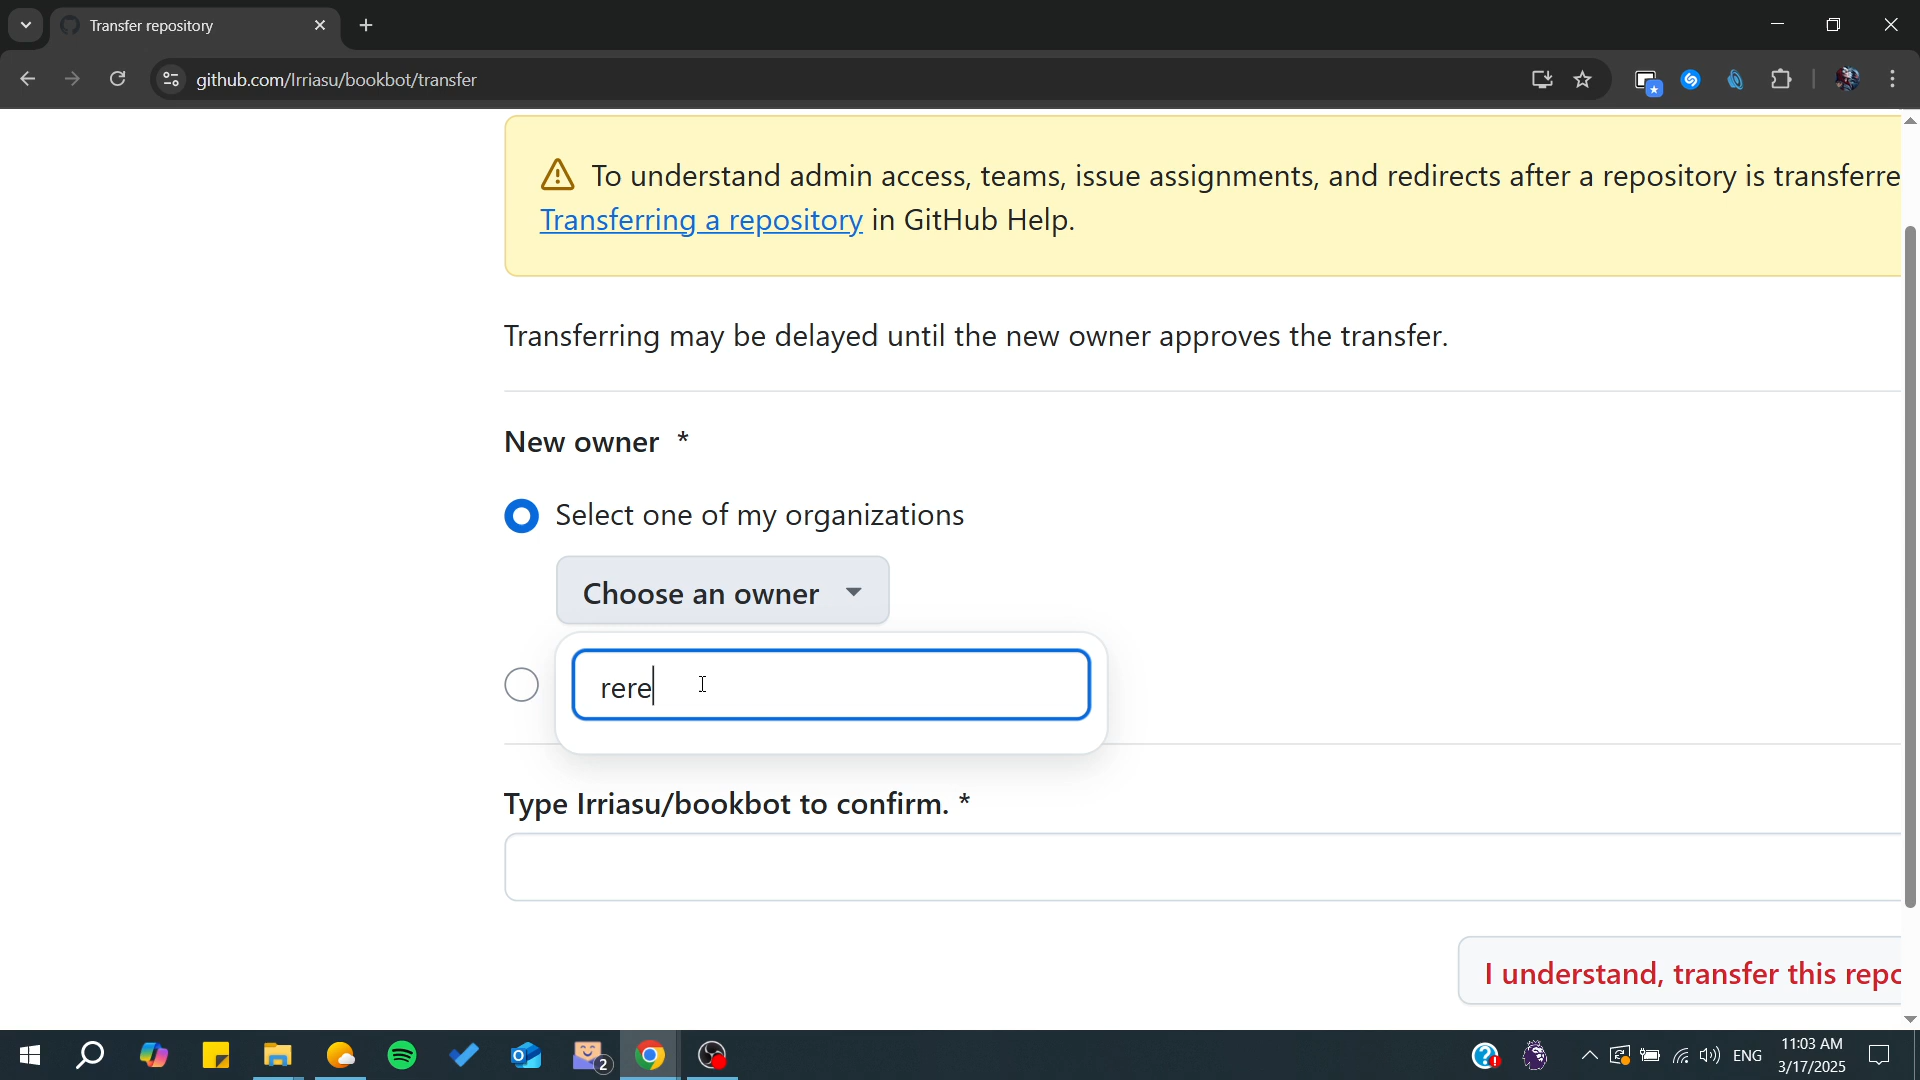 Transfer repository
github.com/Irriasu/bookbot/transfer
To understand admin access, teams, issue assignments, and redirects after a repository is transferre
Transferring a repository in GitHub Help.
Transferring may be delayed until the new owner approves the transfer.
New owner *
Select one of my organizations
Choose an owner
rere
Type Irriasu/bookbot to confirm. *
I understand, transfer this repo
2
ENG
11:03 AM
3/17/2025